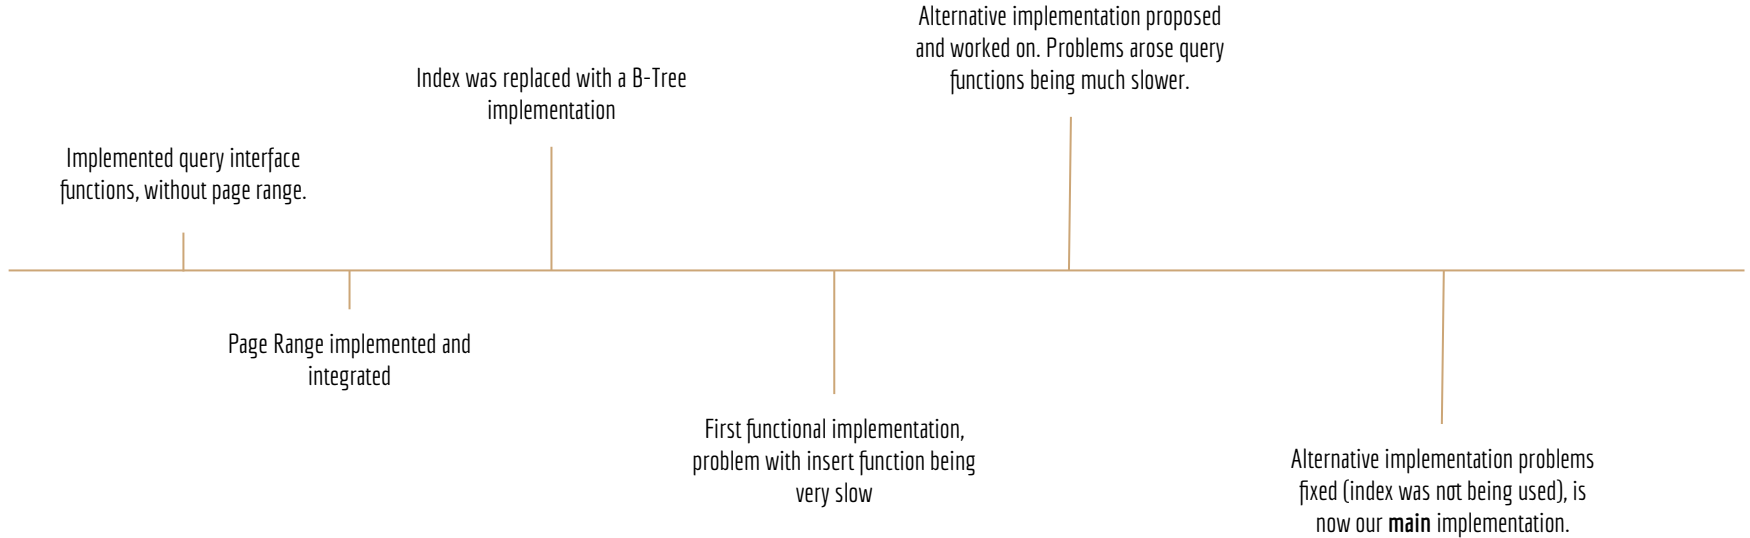 Implemented query interface
functions, without page range.
Page Range implemented and
integrated
Index was replaced with a B-Tree
implementation
First functional implementation,
problem with insert function being
very slow
Alternative implementation proposed
and worked on. Problems arose query
functions being much slower.
Alternative implementation problems
fixed (index was not being used), is
now our main implementation.